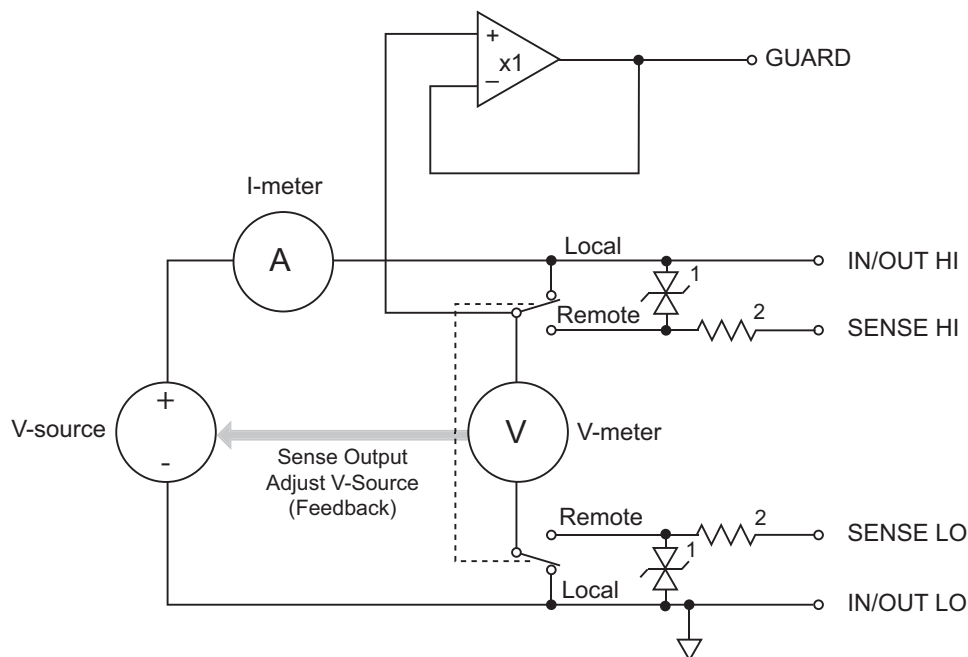 +
x1
–
GUARD
I-meter
A
Local
IN/OUT HI
1
Remote
2
SENSE HI
V-source
+
-
Sense Output
Adjust V-Source
(Feedback)
V
V-meter
Remote
2
SENSE LO
1
Local
IN/OUT LO